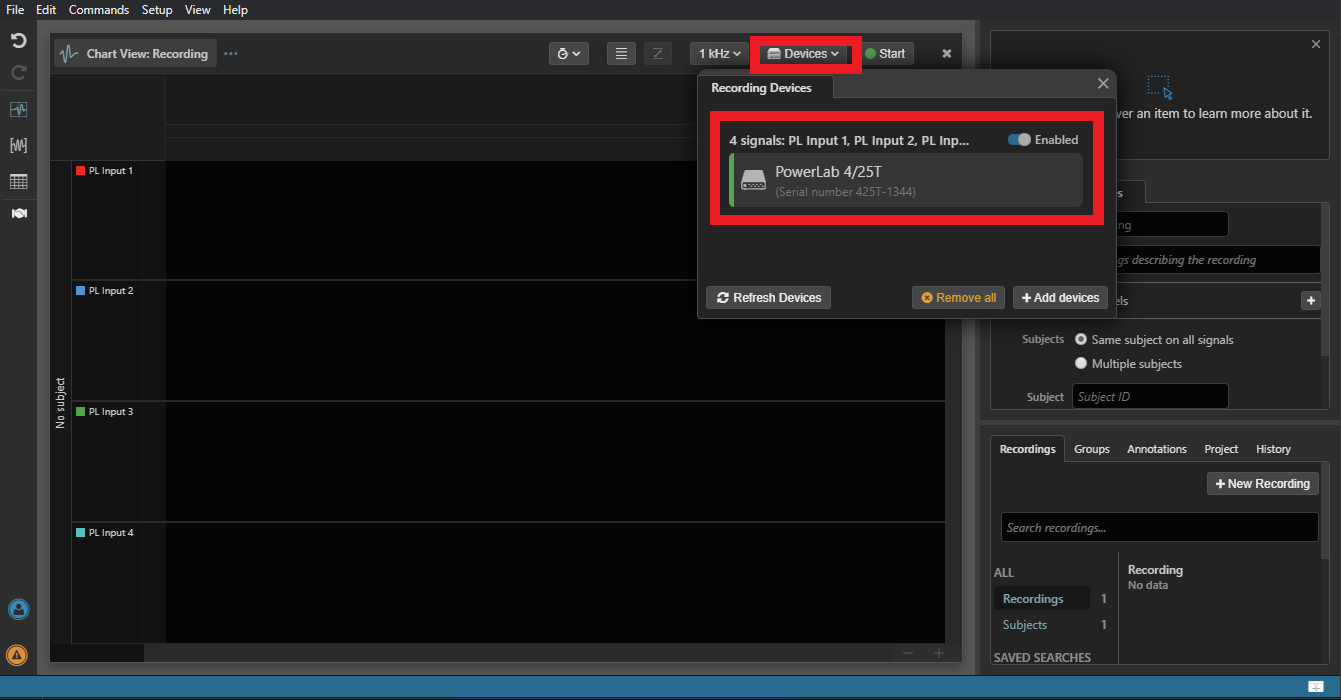 File Edit Commands Setup View Help
Chart View: Recording
1 kHz
Devices
Start
Recording Devices
4 signals: PL Input 1, PL Input 2, PL Inp...
Enabled
PowerLab 4/25T
(Serial number 425T-1344)
Refresh Devices
Remove all
Add devices
PL Input 1
PL Input 2
PL Input 3
PL Input 4
No subject
ver an item to learn more about it.
s
ng
gs describing the recording
els
Subjects
Same subject on all signals
Multiple subjects
Subject
Subject ID
Recordings Groups Annotations Project History
New Recording
Search recordings...
ALL
Recordings 1
Subjects 1
SAVED SEARCHES
Recording
No data